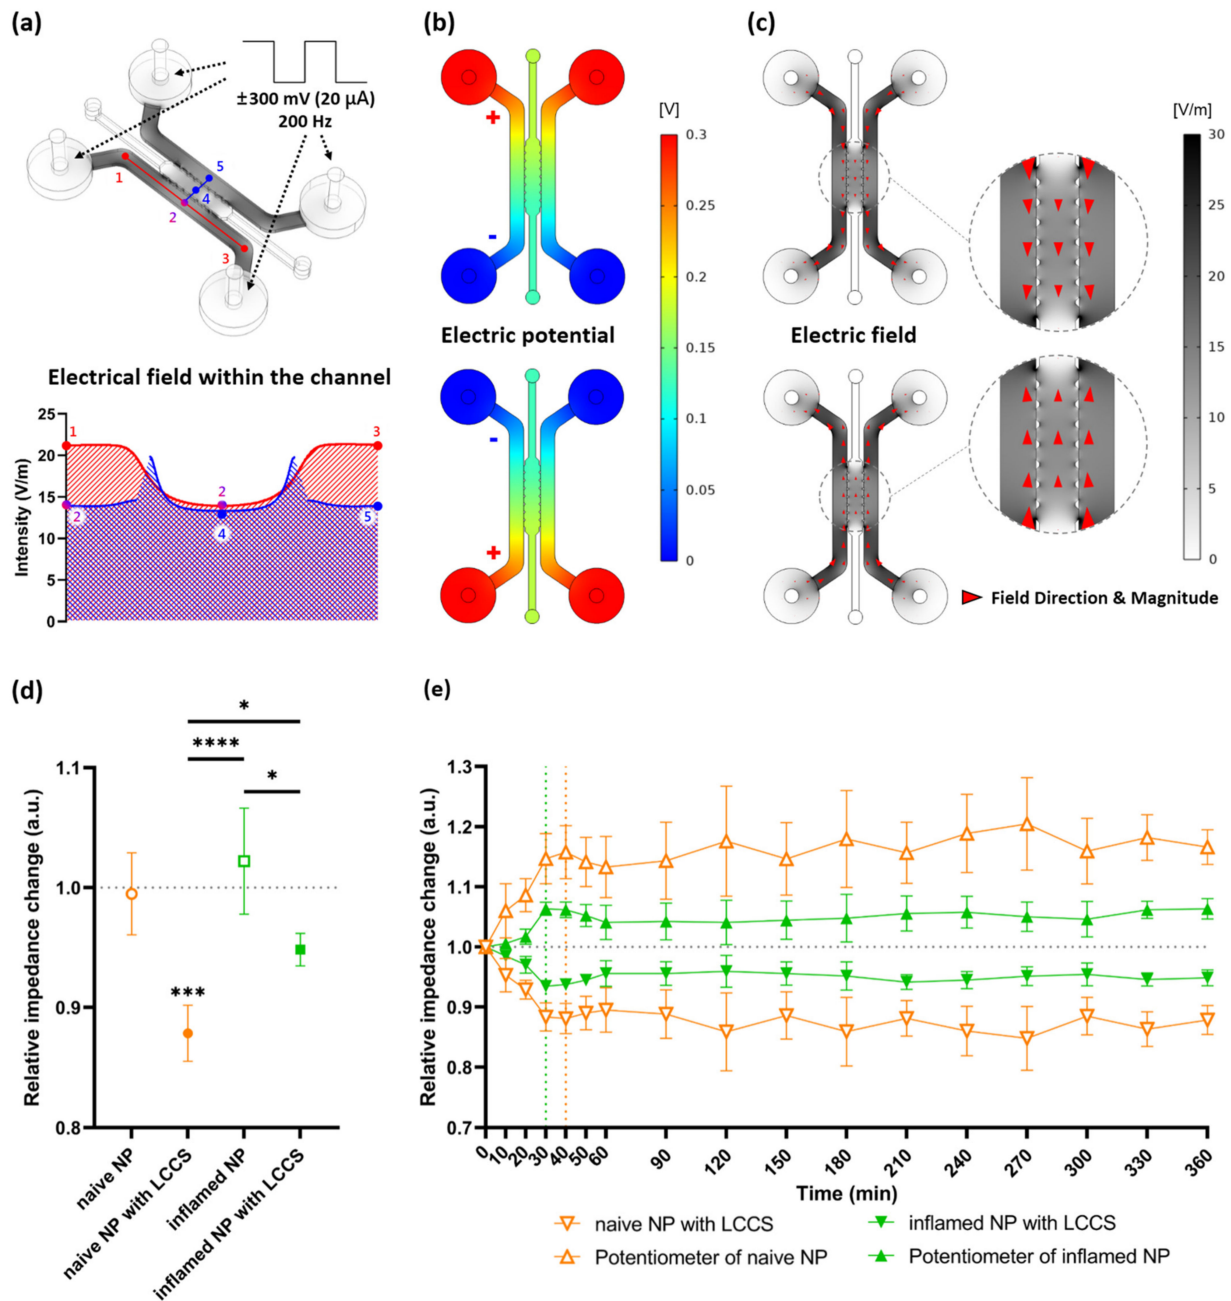 (a)
±300 mV (20 µA)
200 Hz
1
2
3
4
5
Electrical field within the channel
Intensity (V/m)
25
20
15
10
5
0
1
2
3
2
4
5
(b)
+
-
Electric potential
-
+
[V]
0.3
0.25
0.2
0.15
0.1
0.05
0
(c)
Electric field
[V/m]
30
25
20
15
10
5
0
Field Direction & Magnitude
(d)
*
****
*
***
Relative impedance change (a.u.)
1.1
1.0
0.9
0.8
naive NP
naive NP with LCCS
inflamed NP
inflamed NP with LCCS
(e)
Relative impedance change (a.u.)
1.3
1.2
1.1
1.0
0.9
0.8
0.7
0 10 20 30 40 50 60 90 120 150 180 210 240 270 300 330 360
Time (min)
naive NP with LCCS
inflamed NP with LCCS
Potentiometer of naive NP
Potentiometer of inflamed NP